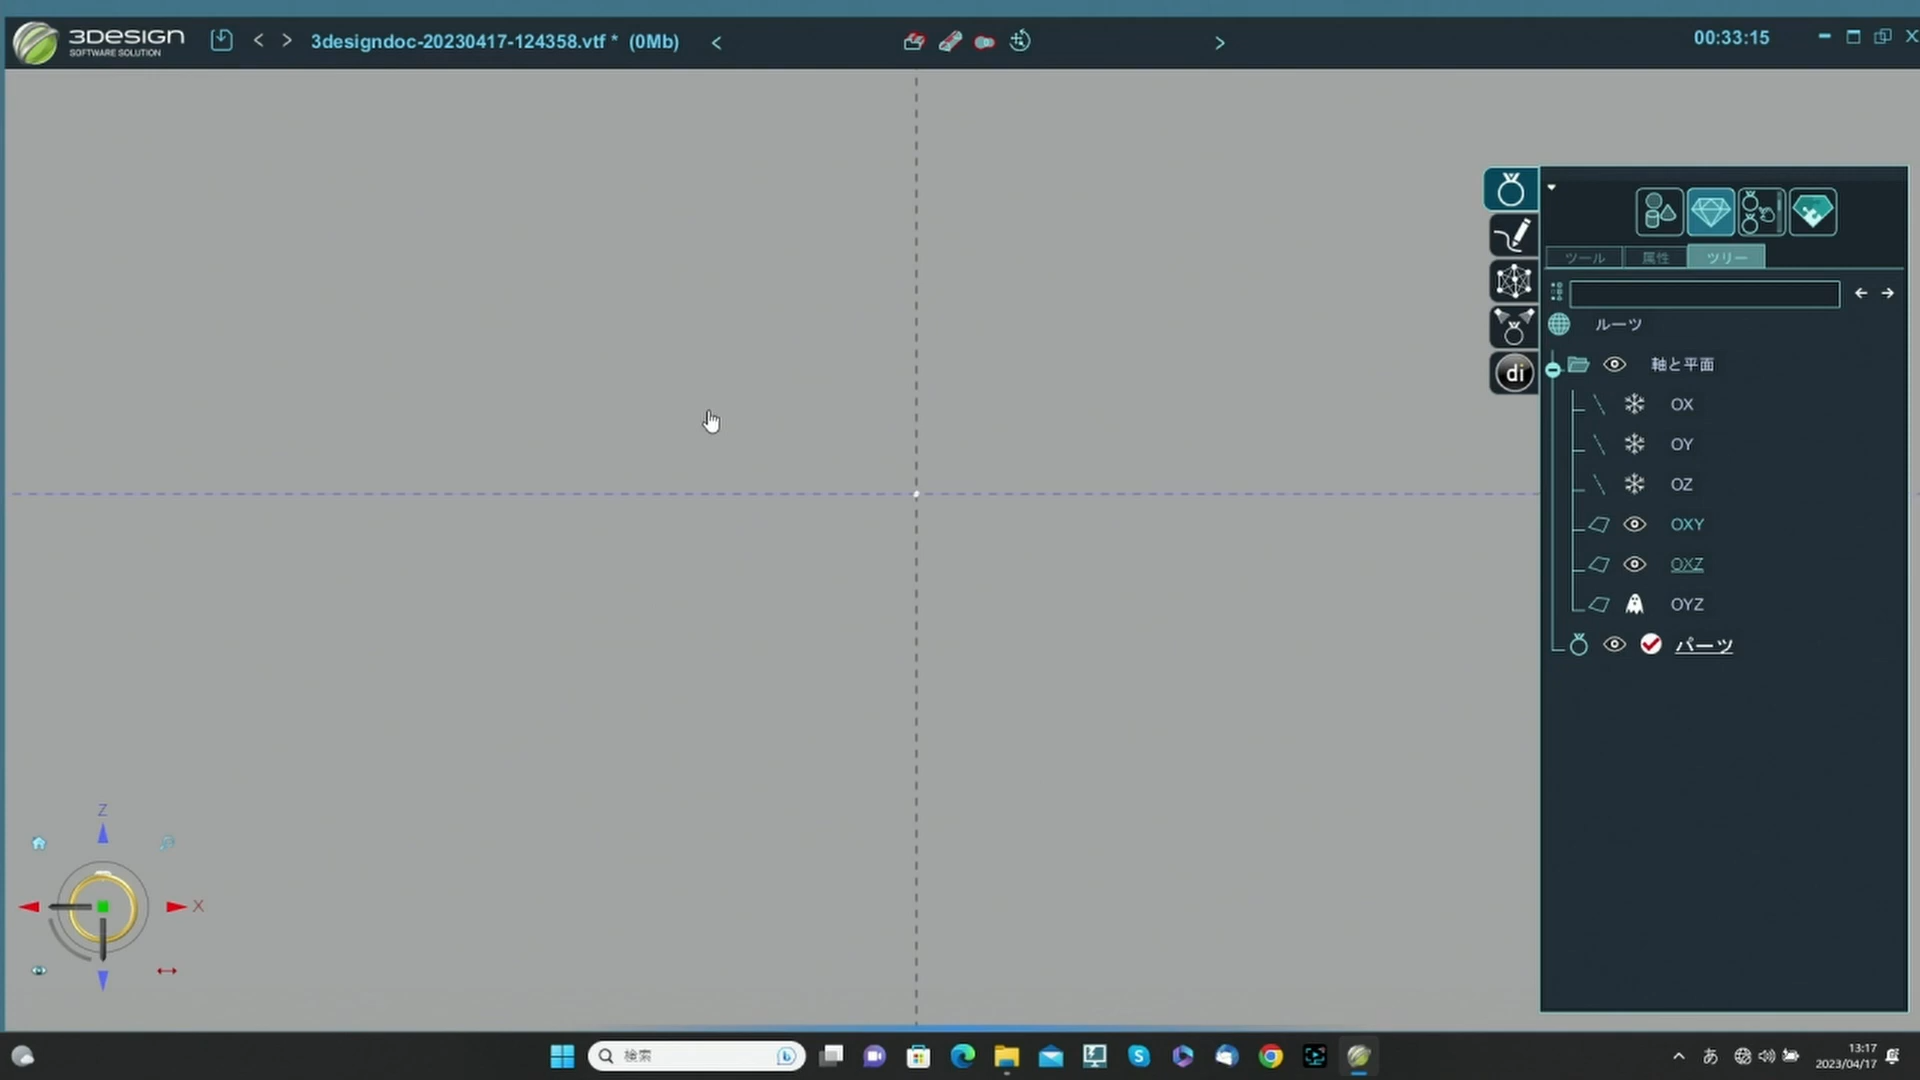 3DESIGN
SOFTWARE SOLUTION
3designdoc-20230417-124358.vtf * (0Mb)
00:33:15
ツール 属性 ツリー
ルーツ
軸と平面
OX
OY
OZ
OXY
OXZ
OYZ
パーツ
di
Z
X
検索
あ
13:17
2023/04/17